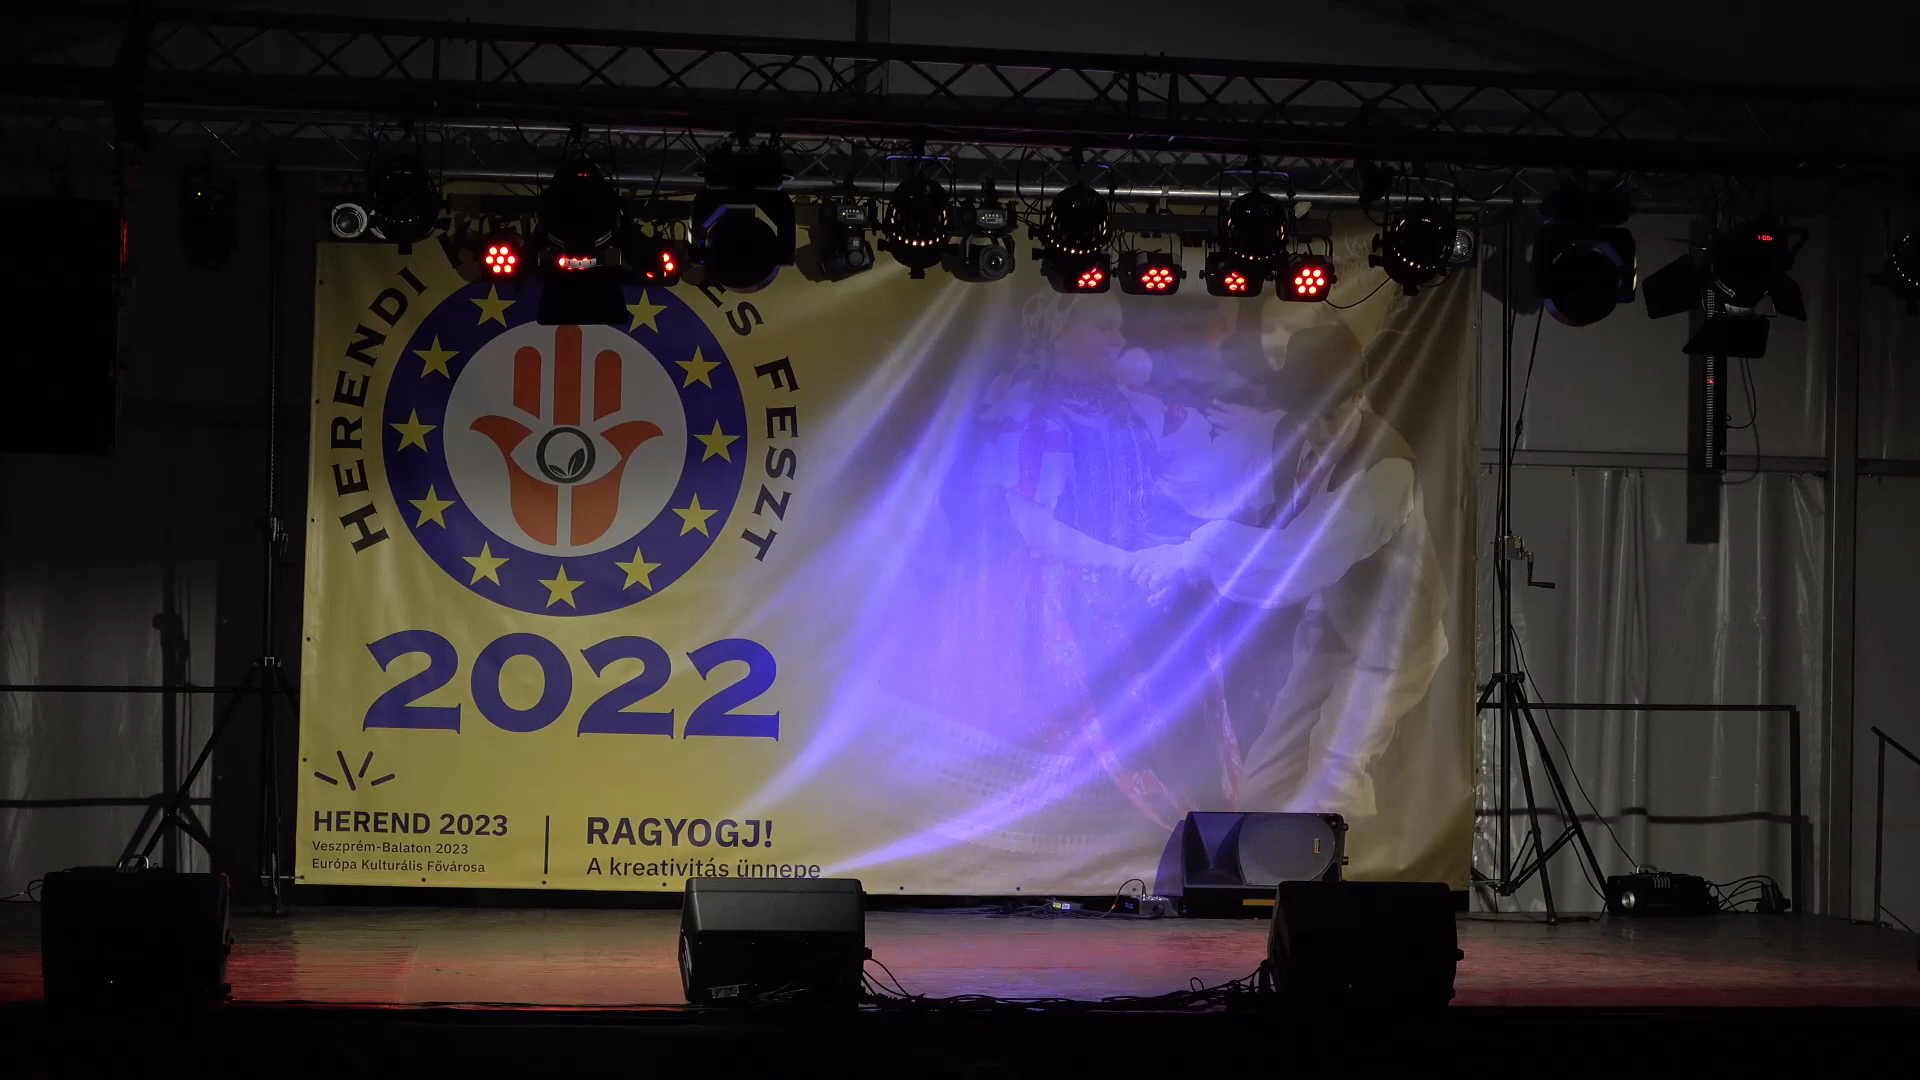 HERENDI
FESZT
2022
HEREND 2023
Veszprém-Balaton 2023
Európa Kulturális Fővárosa
RAGYOGJ!
A kreativitás ünnepe